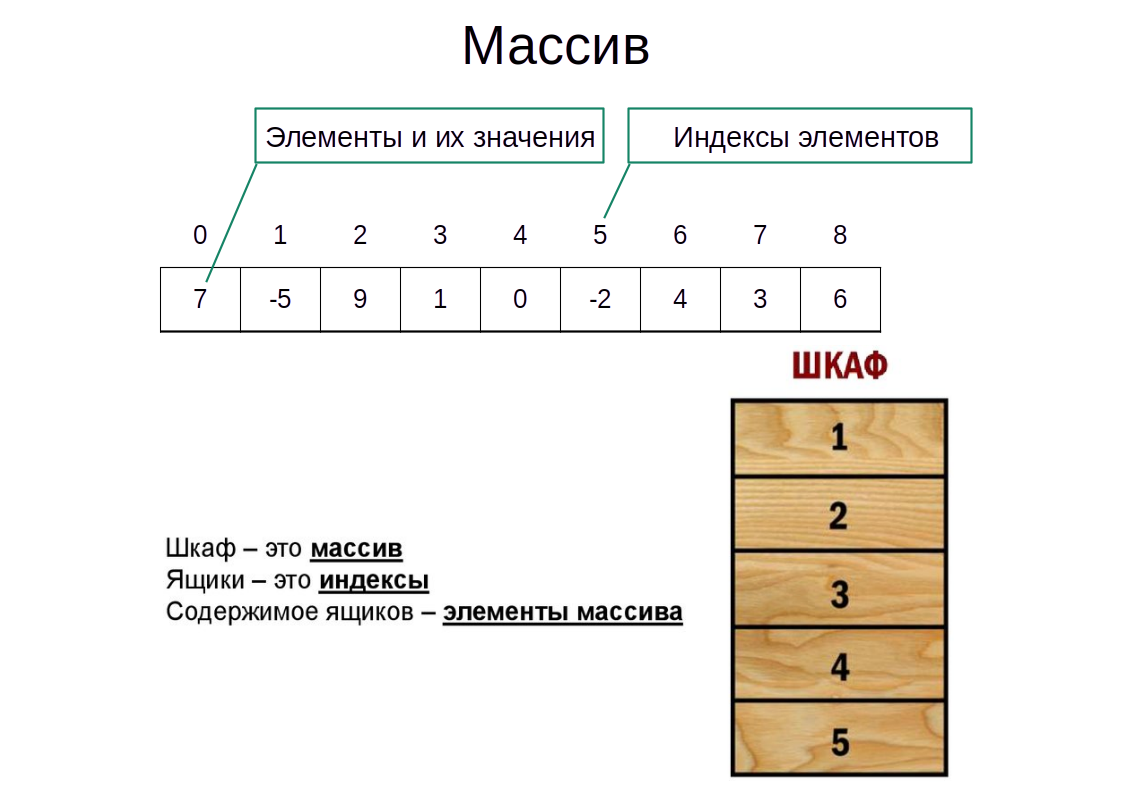 Массив
Элементы и их значения Индексы элементов
0 1 2 3 4 5 6 7 8
7 -5 9 1 0 -2 4 3 6
ШКАФ
1
2
Шкаф – это массив
Ящики – это индексы
Содержимое ящиков – элементы массива
3
4
5